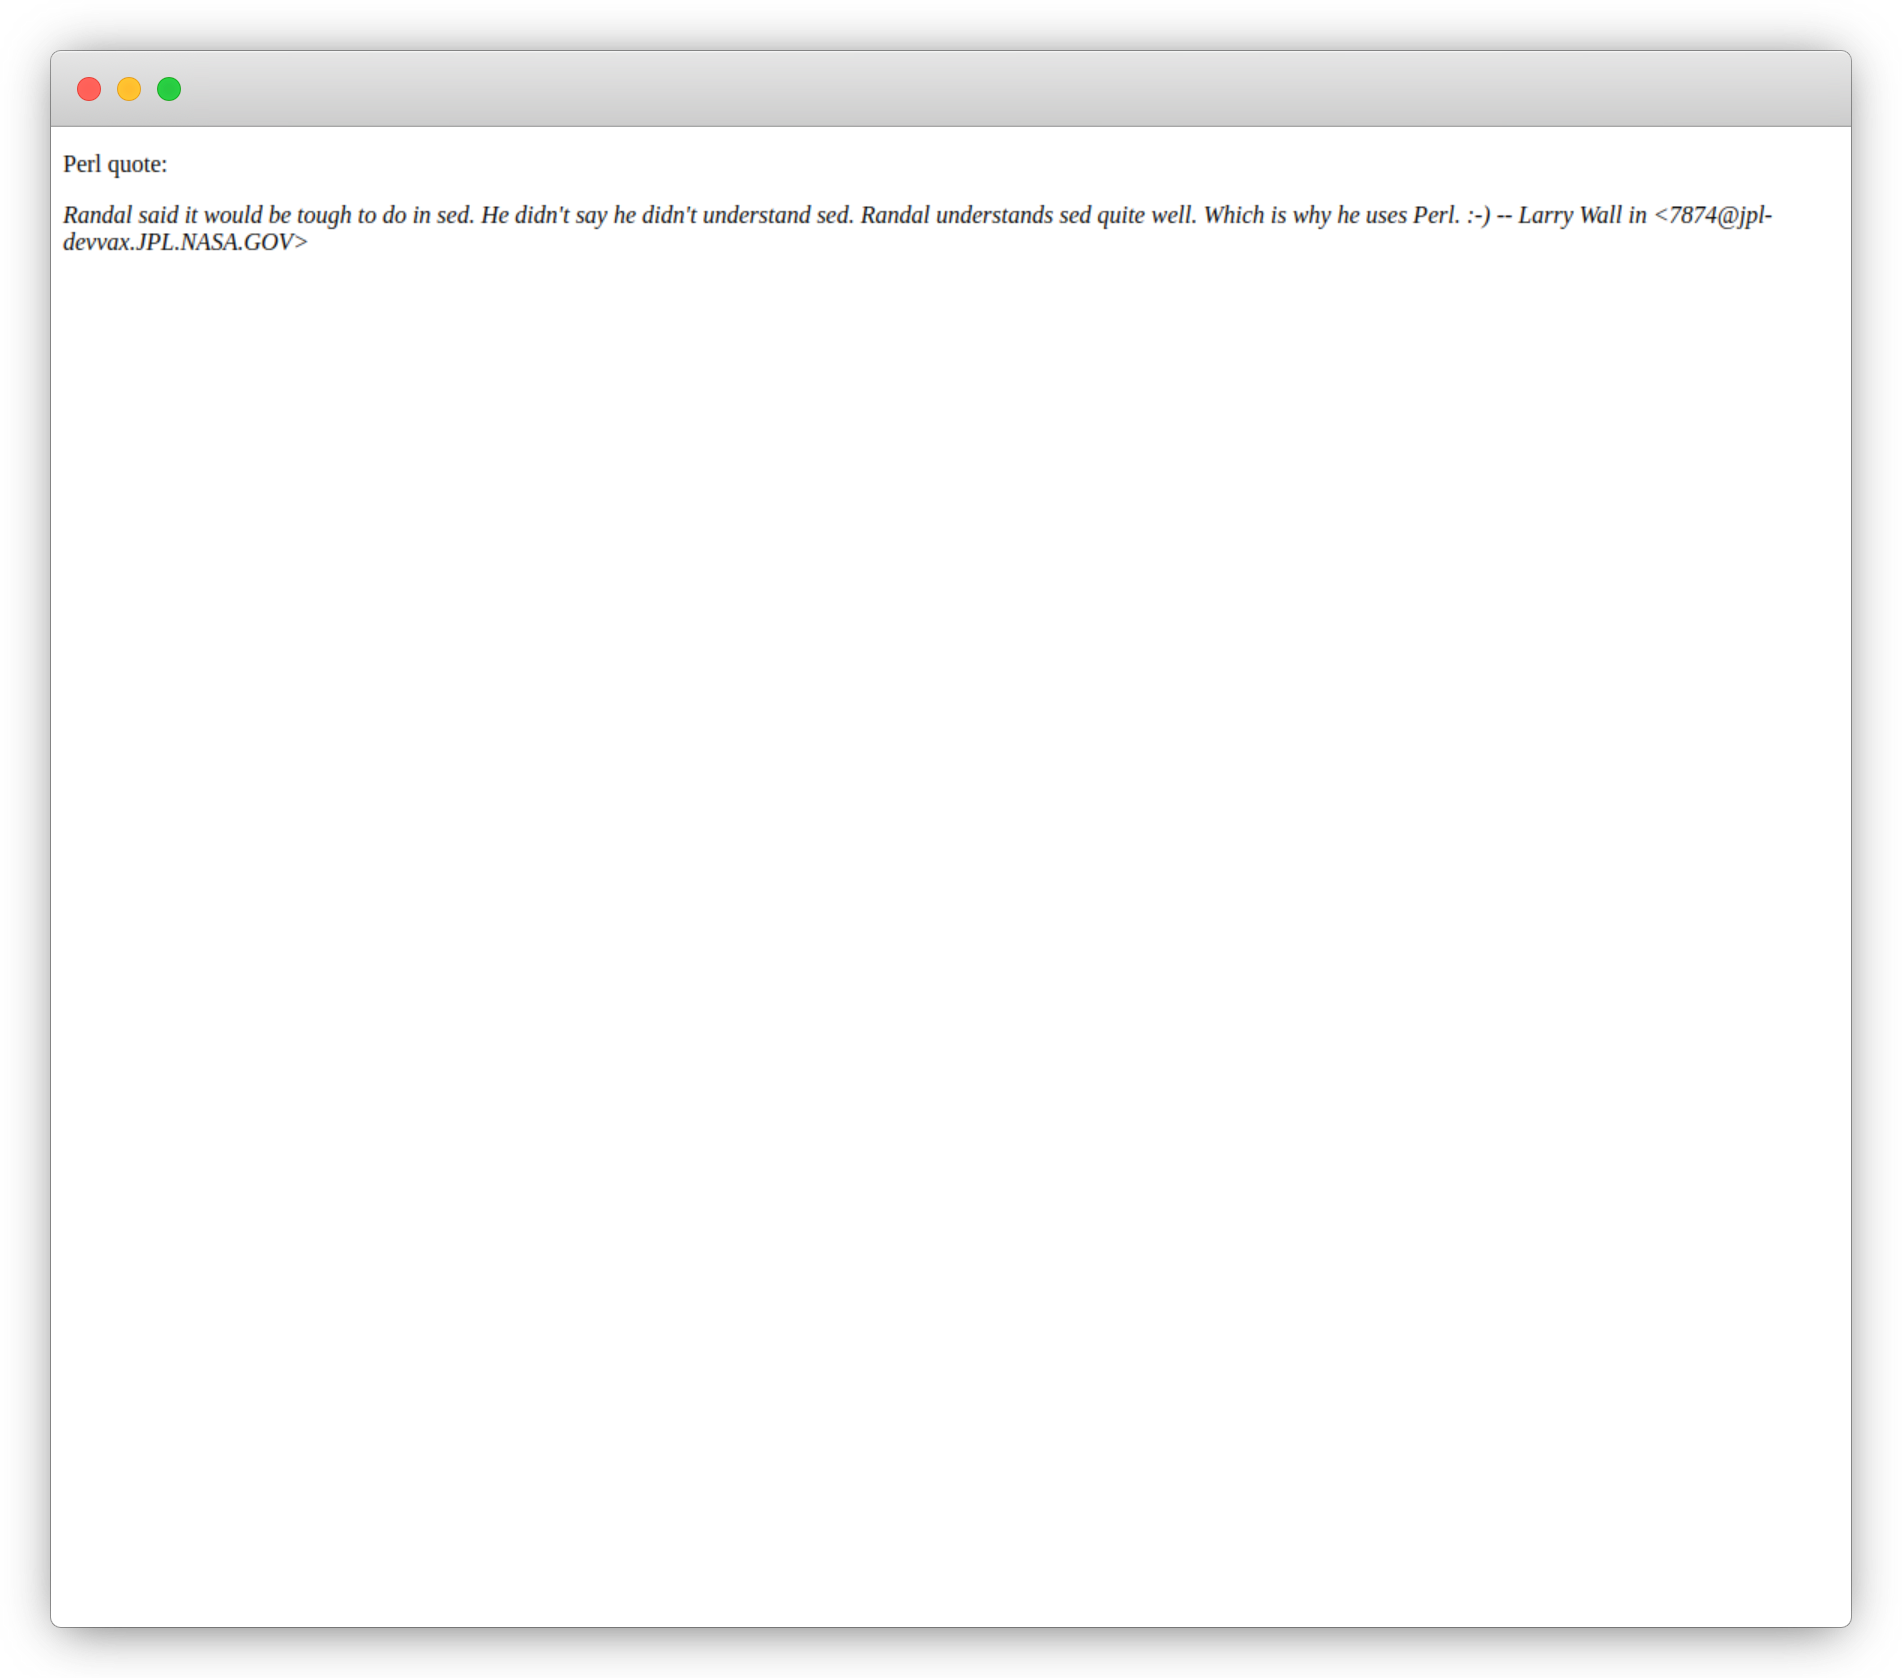 Perl quote:
Randal said it would be tough to do in sed. He didn't say he didn't understand sed. Randal understands sed quite well. Which is why he uses Perl. :-) -- Larry Wall in <7874@jpl-
devvax.JPL.NASA.GOV>